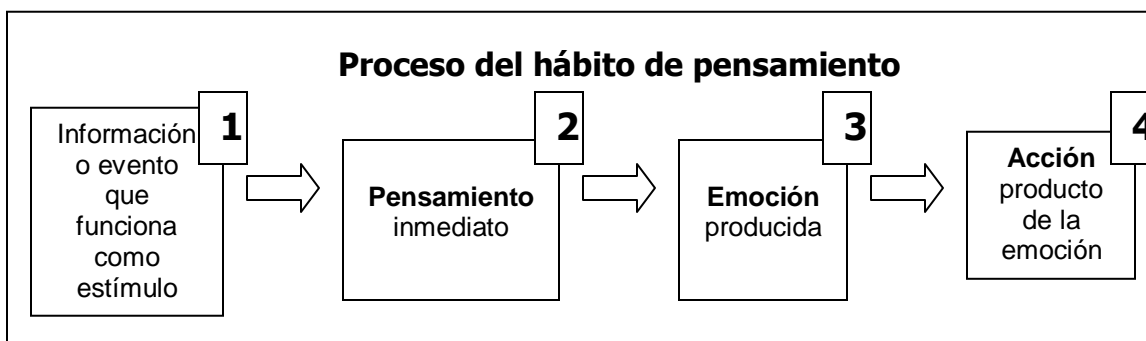 Proceso del hábito de pensamiento
1
Información
o evento
que
funciona
como
estímulo
2
Pensamiento
inmediato
3
Emoción
producida
4
Acción
producto
de la
emoción